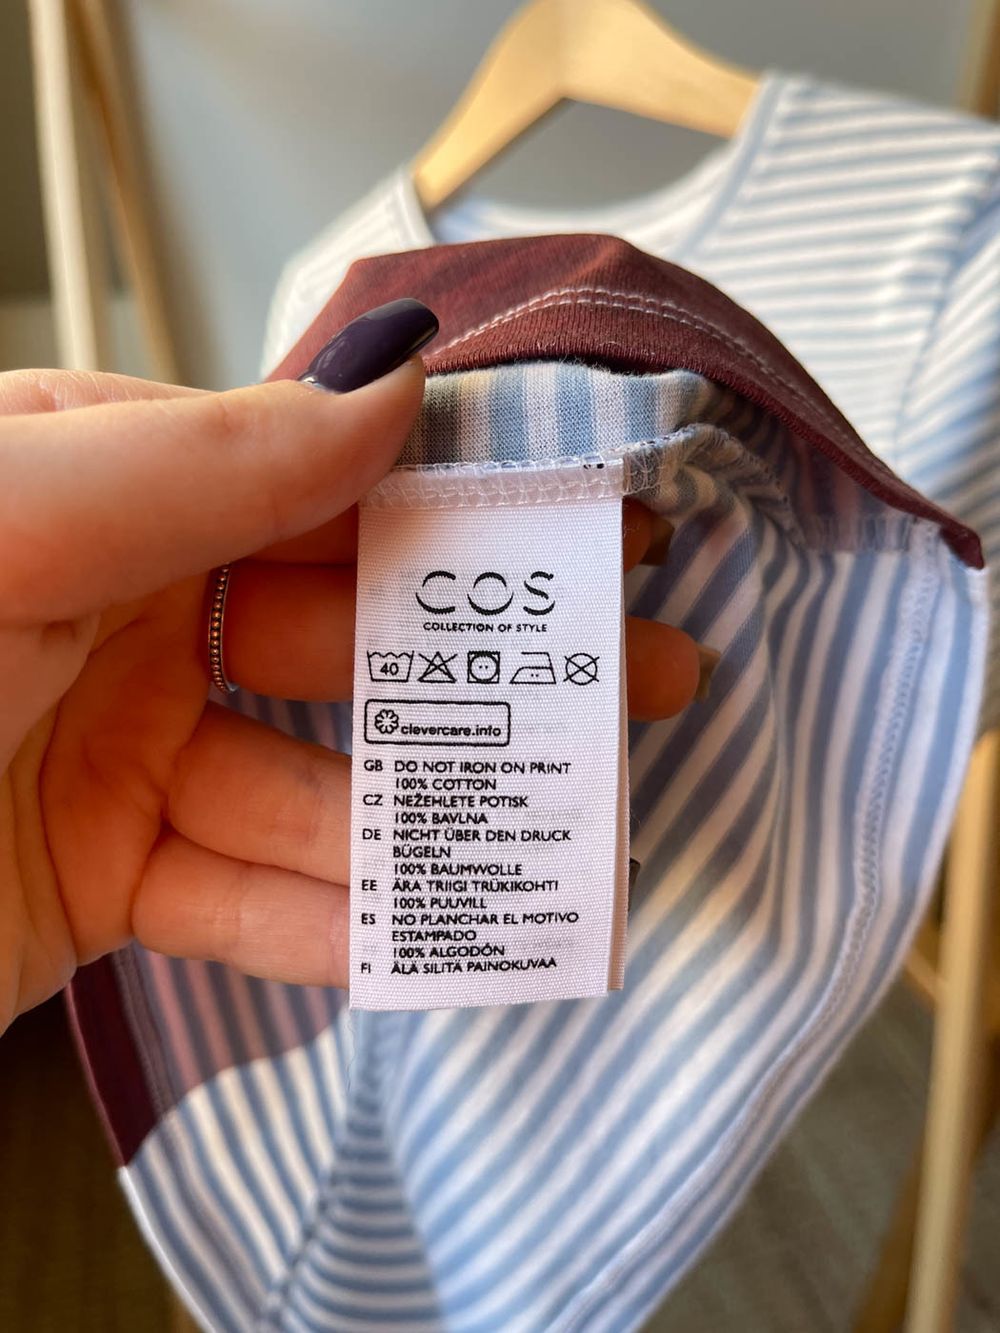 COS
COLLECTION OF STYLE
40
clevercare.info
GB DO NOT IRON ON PRINT
100% COTTON
CZ NEŽEHLETE POTISK
100% BAVLNA
DE NICHT ÜBER DEN DRUCK
BÜGELN
100% BAUMWOLLE
EE ÄRA TRIIGI TRÜKIKOHTI
100% PUUVILL
ES NO PLANCHAR EL MOTIVO
ESTAMPADO
100% ALGODÓN
FI ÄLÄ SILITÄ PAINOKUVAA